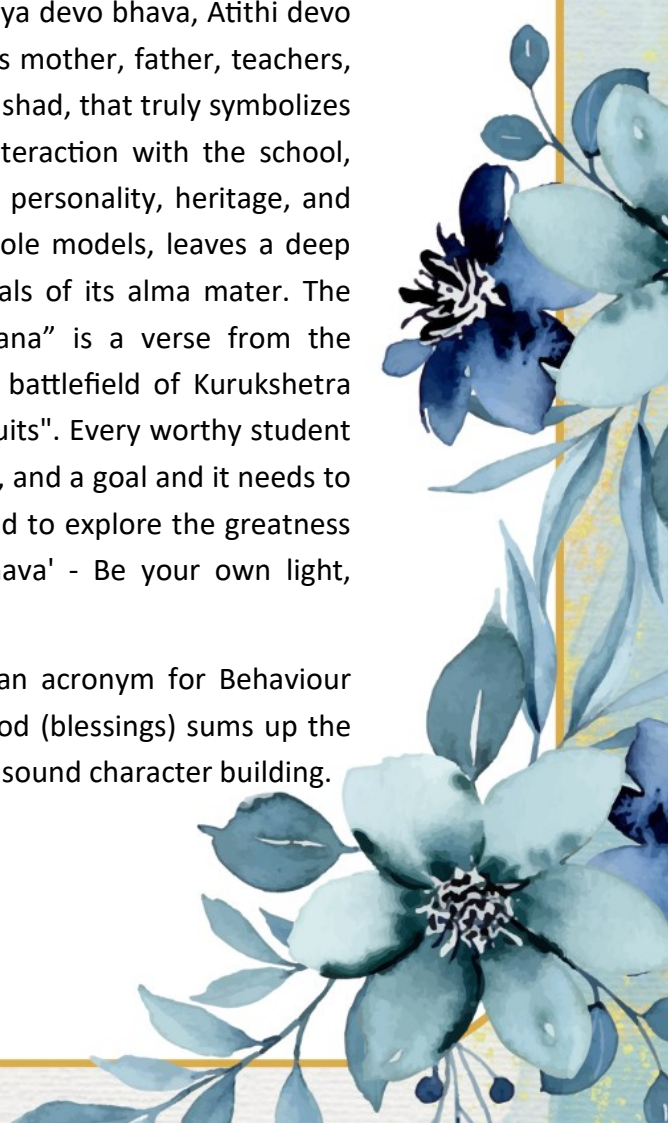 ya devo bhava, Atithi devo
s mother, father, teachers,
shad, that truly symbolizes
teraction with the school,
personality, heritage, and
ole models, leaves a deep
als of its alma mater. The
ana” is a verse from the
battlefield of Kurukshetra
uits". Every worthy student
, and a goal and it needs to
d to explore the greatness
ava' - Be your own light,
an acronym for Behaviour
od (blessings) sums up the
sound character building.